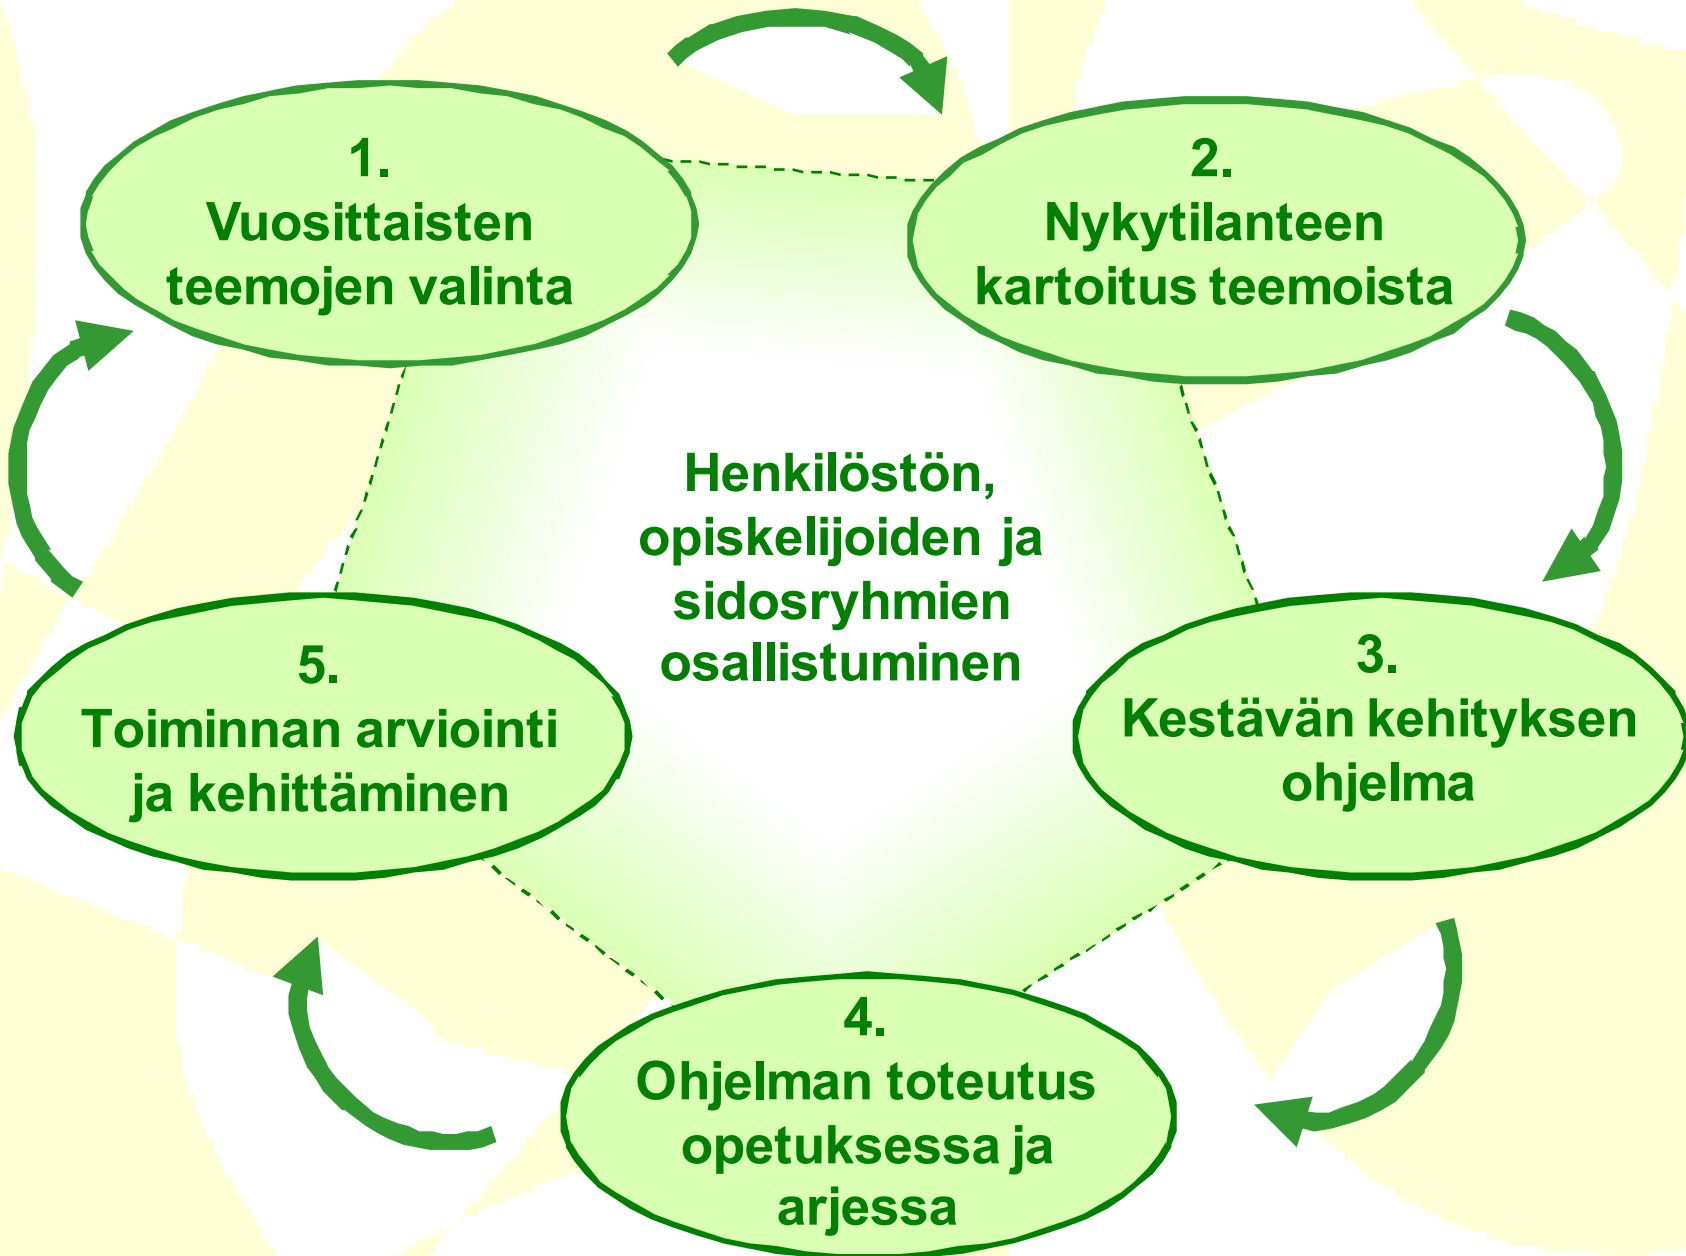 1.
Vuosittaisten
teemojen valinta
2.
Nykytilanteen
kartoitus teemoista
Henkilöstön,
opiskelijoiden ja
sidosryhmien
osallistuminen
3.
Kestävän kehityksen
ohjelma
4.
Ohjelman toteutus
opetuksessa ja
arjessa
5.
Toiminnan arviointi
ja kehittäminen